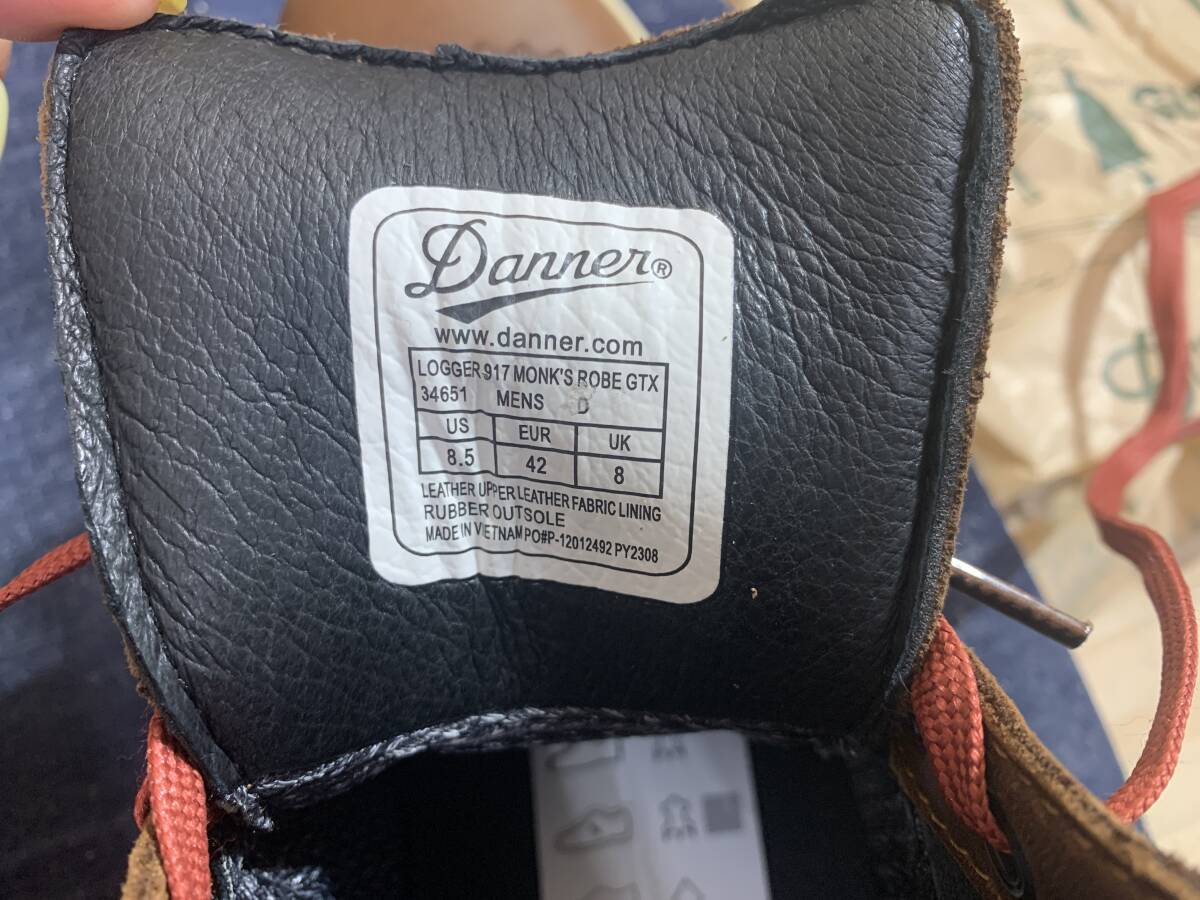 Danner®
www.danner.com
LOGGER 917 MONK'S ROBE GTX
34651 MENS D
US EUR UK
8.5 42 8
LEATHER UPPER LEATHER FABRIC LINING
RUBBER OUTSOLE
MADE IN VIETNAM PO#P-12012492 PY2308